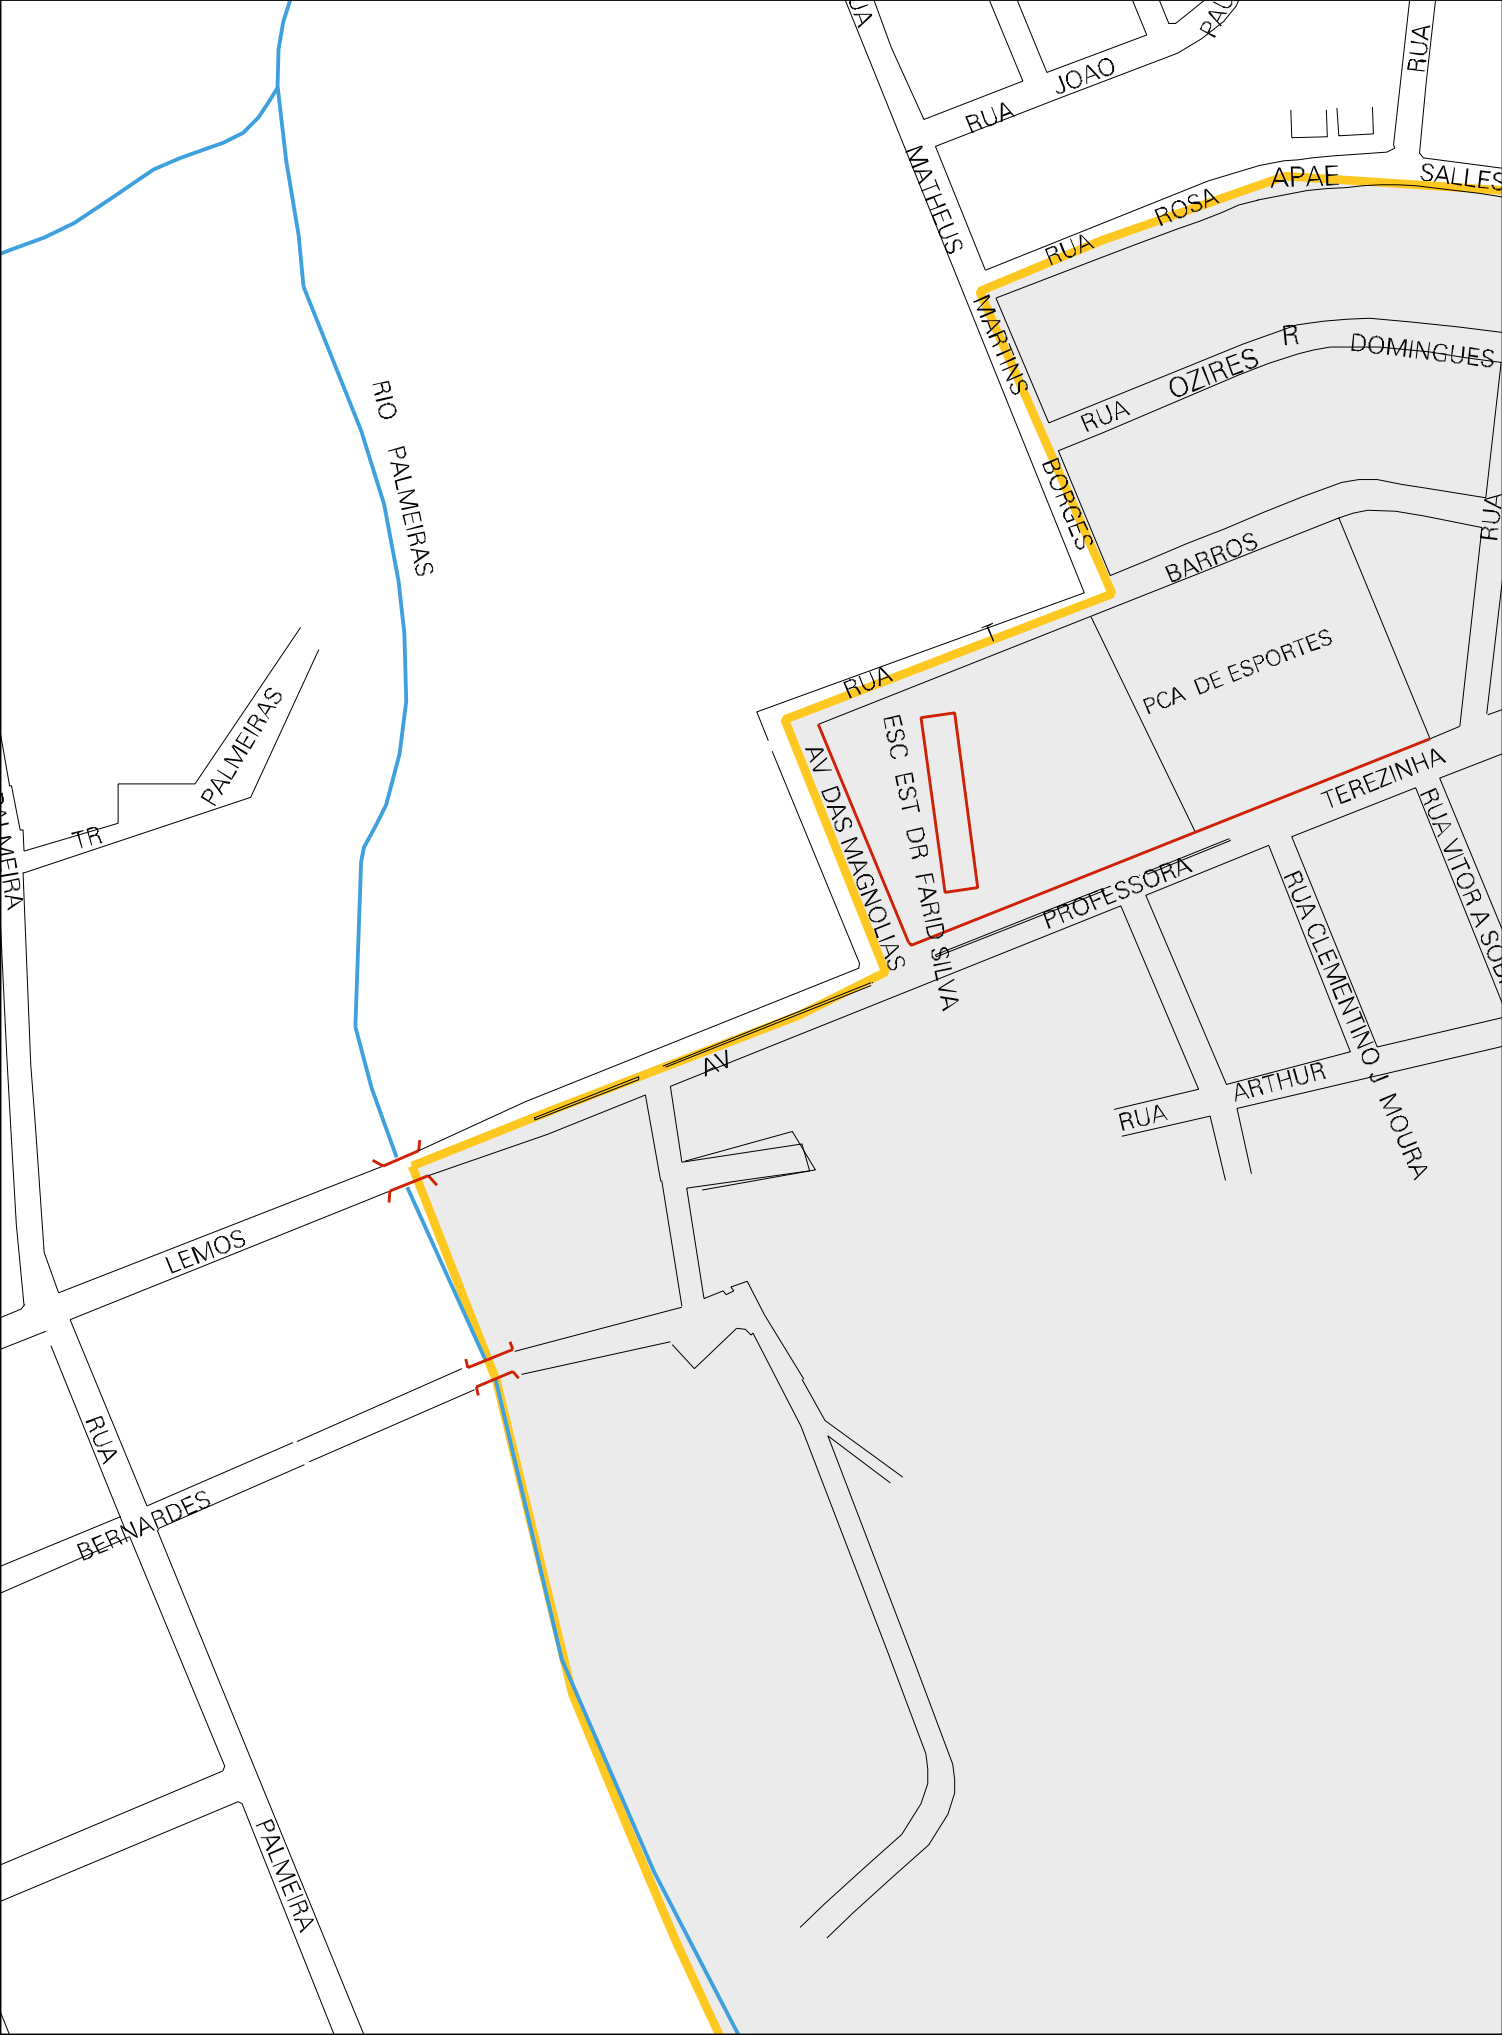 RUA
JOAO
RUA
MATHEUS
RUA
ROSA
APAE
SALLES
MARTINS
RUA
OZIRES
R
DOMINGUES
RIO PALMEIRAS
BORGES
BARROS
RUA
T
RUA
PCA DE ESPORTES
PALMEIRAS
TR
AV DAS MAGNOLIAS
ESC EST DR FARID SILVA
TEREZINHA
PROFESSORA
RUA VITOR A
RUA CLEMENTINO J MOURA
AV
ARTHUR
RUA
LEMOS
RUA
BERNARDES
PALMEIRA